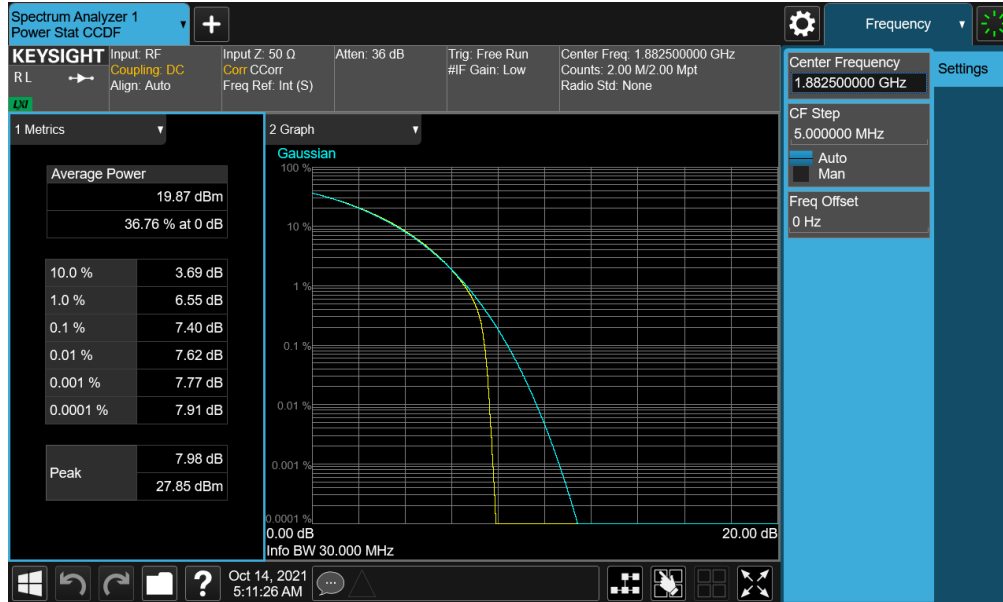 Spectrum Analyzer 1
Power Stat CCDF
+
Frequency
KEYSIGHT
RL
LXI
Input: RF
Coupling: DC
Align: Auto
Input Z: 50 Ω
Corr CCorr
Freq Ref: Int (S)
Atten: 36 dB
Trig: Free Run
#IF Gain: Low
Center Freq: 1.882500000 GHz
Counts: 2.00 M/2.00 Mpt
Radio Std: None
Center Frequency
1.882500000 GHz
Settings
CF Step
5.000000 MHz
Auto
Man
Freq Offset
0 Hz
1 Metrics
Average Power
19.87 dBm
36.76 % at 0 dB
10.0 % 3.69 dB
1.0 % 6.55 dB
0.1 % 7.40 dB
0.01 % 7.62 dB
0.001 % 7.77 dB
0.0001 % 7.91 dB
Peak
7.98 dB
27.85 dBm
2 Graph
Gaussian
100 %
10 %
1 %
0.1 %
0.01 %
0.001 %
0.0001 %
0.00 dB 20.00 dB
Info BW 30.000 MHz
?
Oct 14, 2021
5:11:26 AM